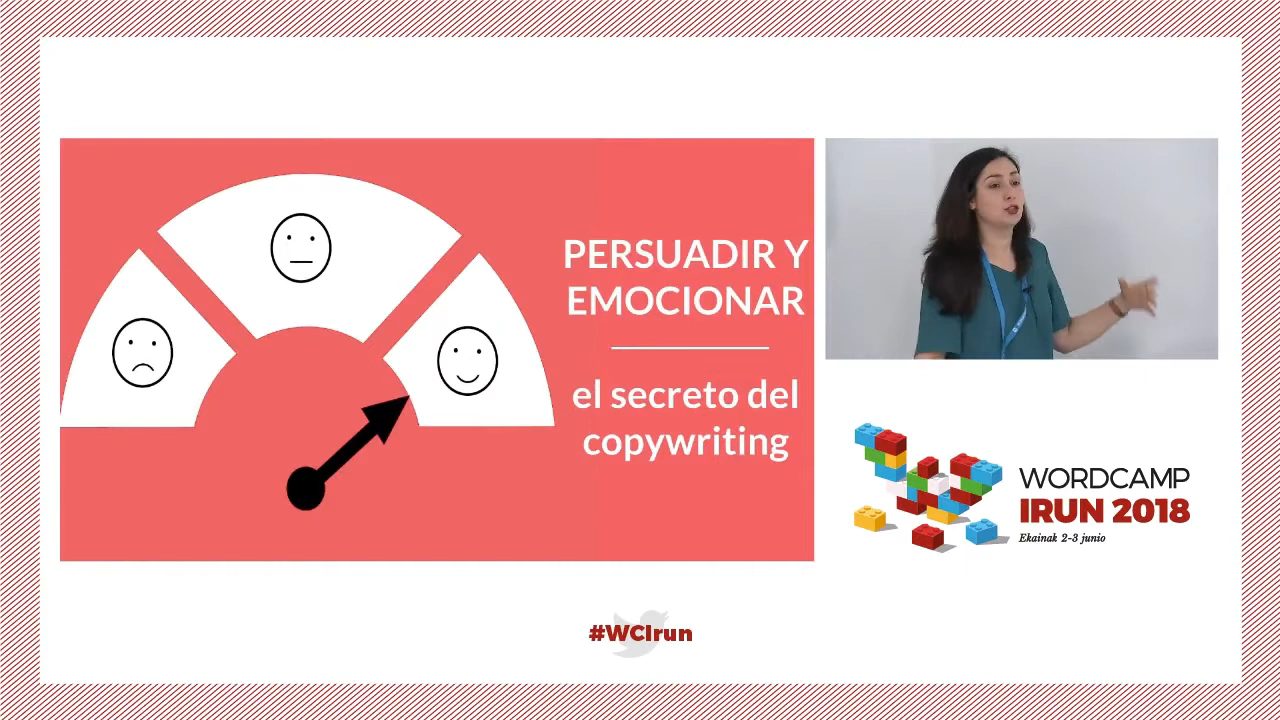 PERSUADIR Y
EMOCIONAR
el secreto del
copywriting
WORDCAMP
IRUN 2018
Ekainak 2-3 junio
#WCIrun